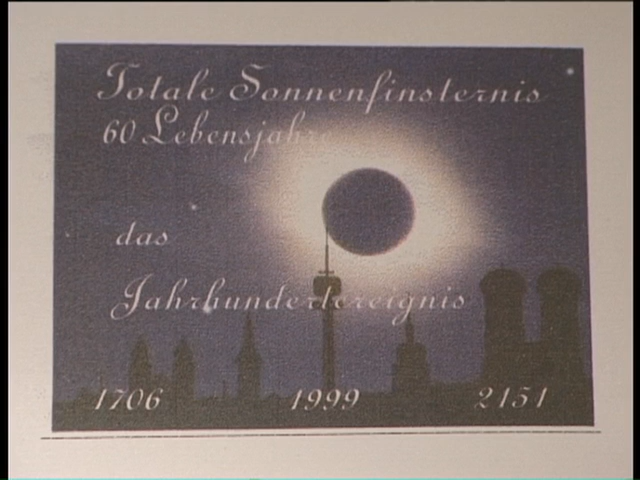 Totale Sonnenfinsternis
60 Lebensjahre
das
Jahrhundertereignis
1706 1999 2151